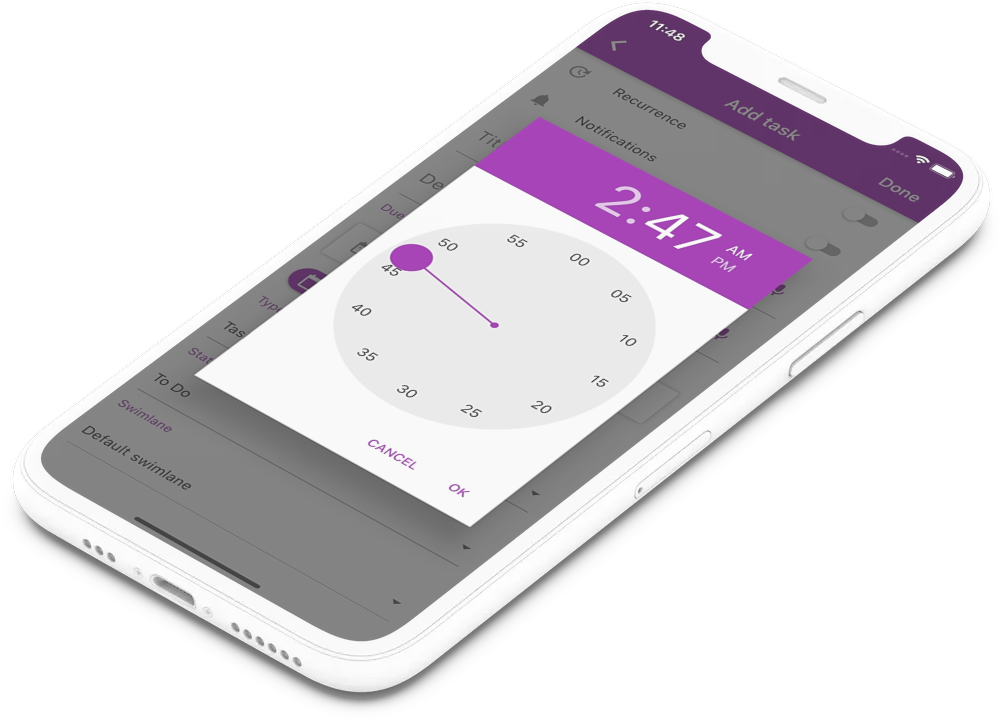 11:48
Add task
Done
Recurrence
Notifications
Tit
De
Due
2:47
AM
PM
55
00
50
05
45
10
40
15
35
20
30
25
CANCEL
OK
Typ
Tas
Stat
To Do
Swimlane
Default swimlane